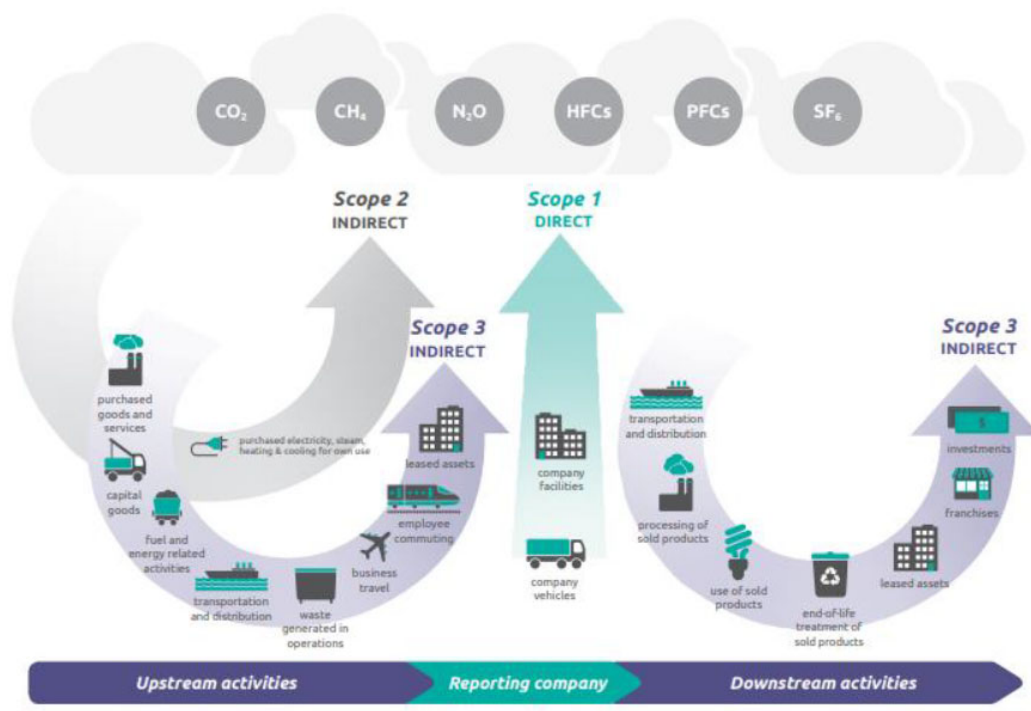 CO₂
CH₄
N₂O
HFCs
PFCs
SF₆
Scope 2
INDIRECT
Scope 1
DIRECT
Scope 3
INDIRECT
Scope 3
INDIRECT
purchased
goods and
services
capital
goods
fuel and
energy related
activities
purchased electricity, steam,
heating & cooling for own use
transportation
and distribution
waste
generated in
operations
business
travel
employee
commuting
leased assets
company
facilities
company
vehicles
transportation
and distribution
processing of
sold products
use of sold
products
end-of-life
treatment of
sold products
leased assets
franchises
$
investments
Upstream activities
Reporting company
Downstream activities